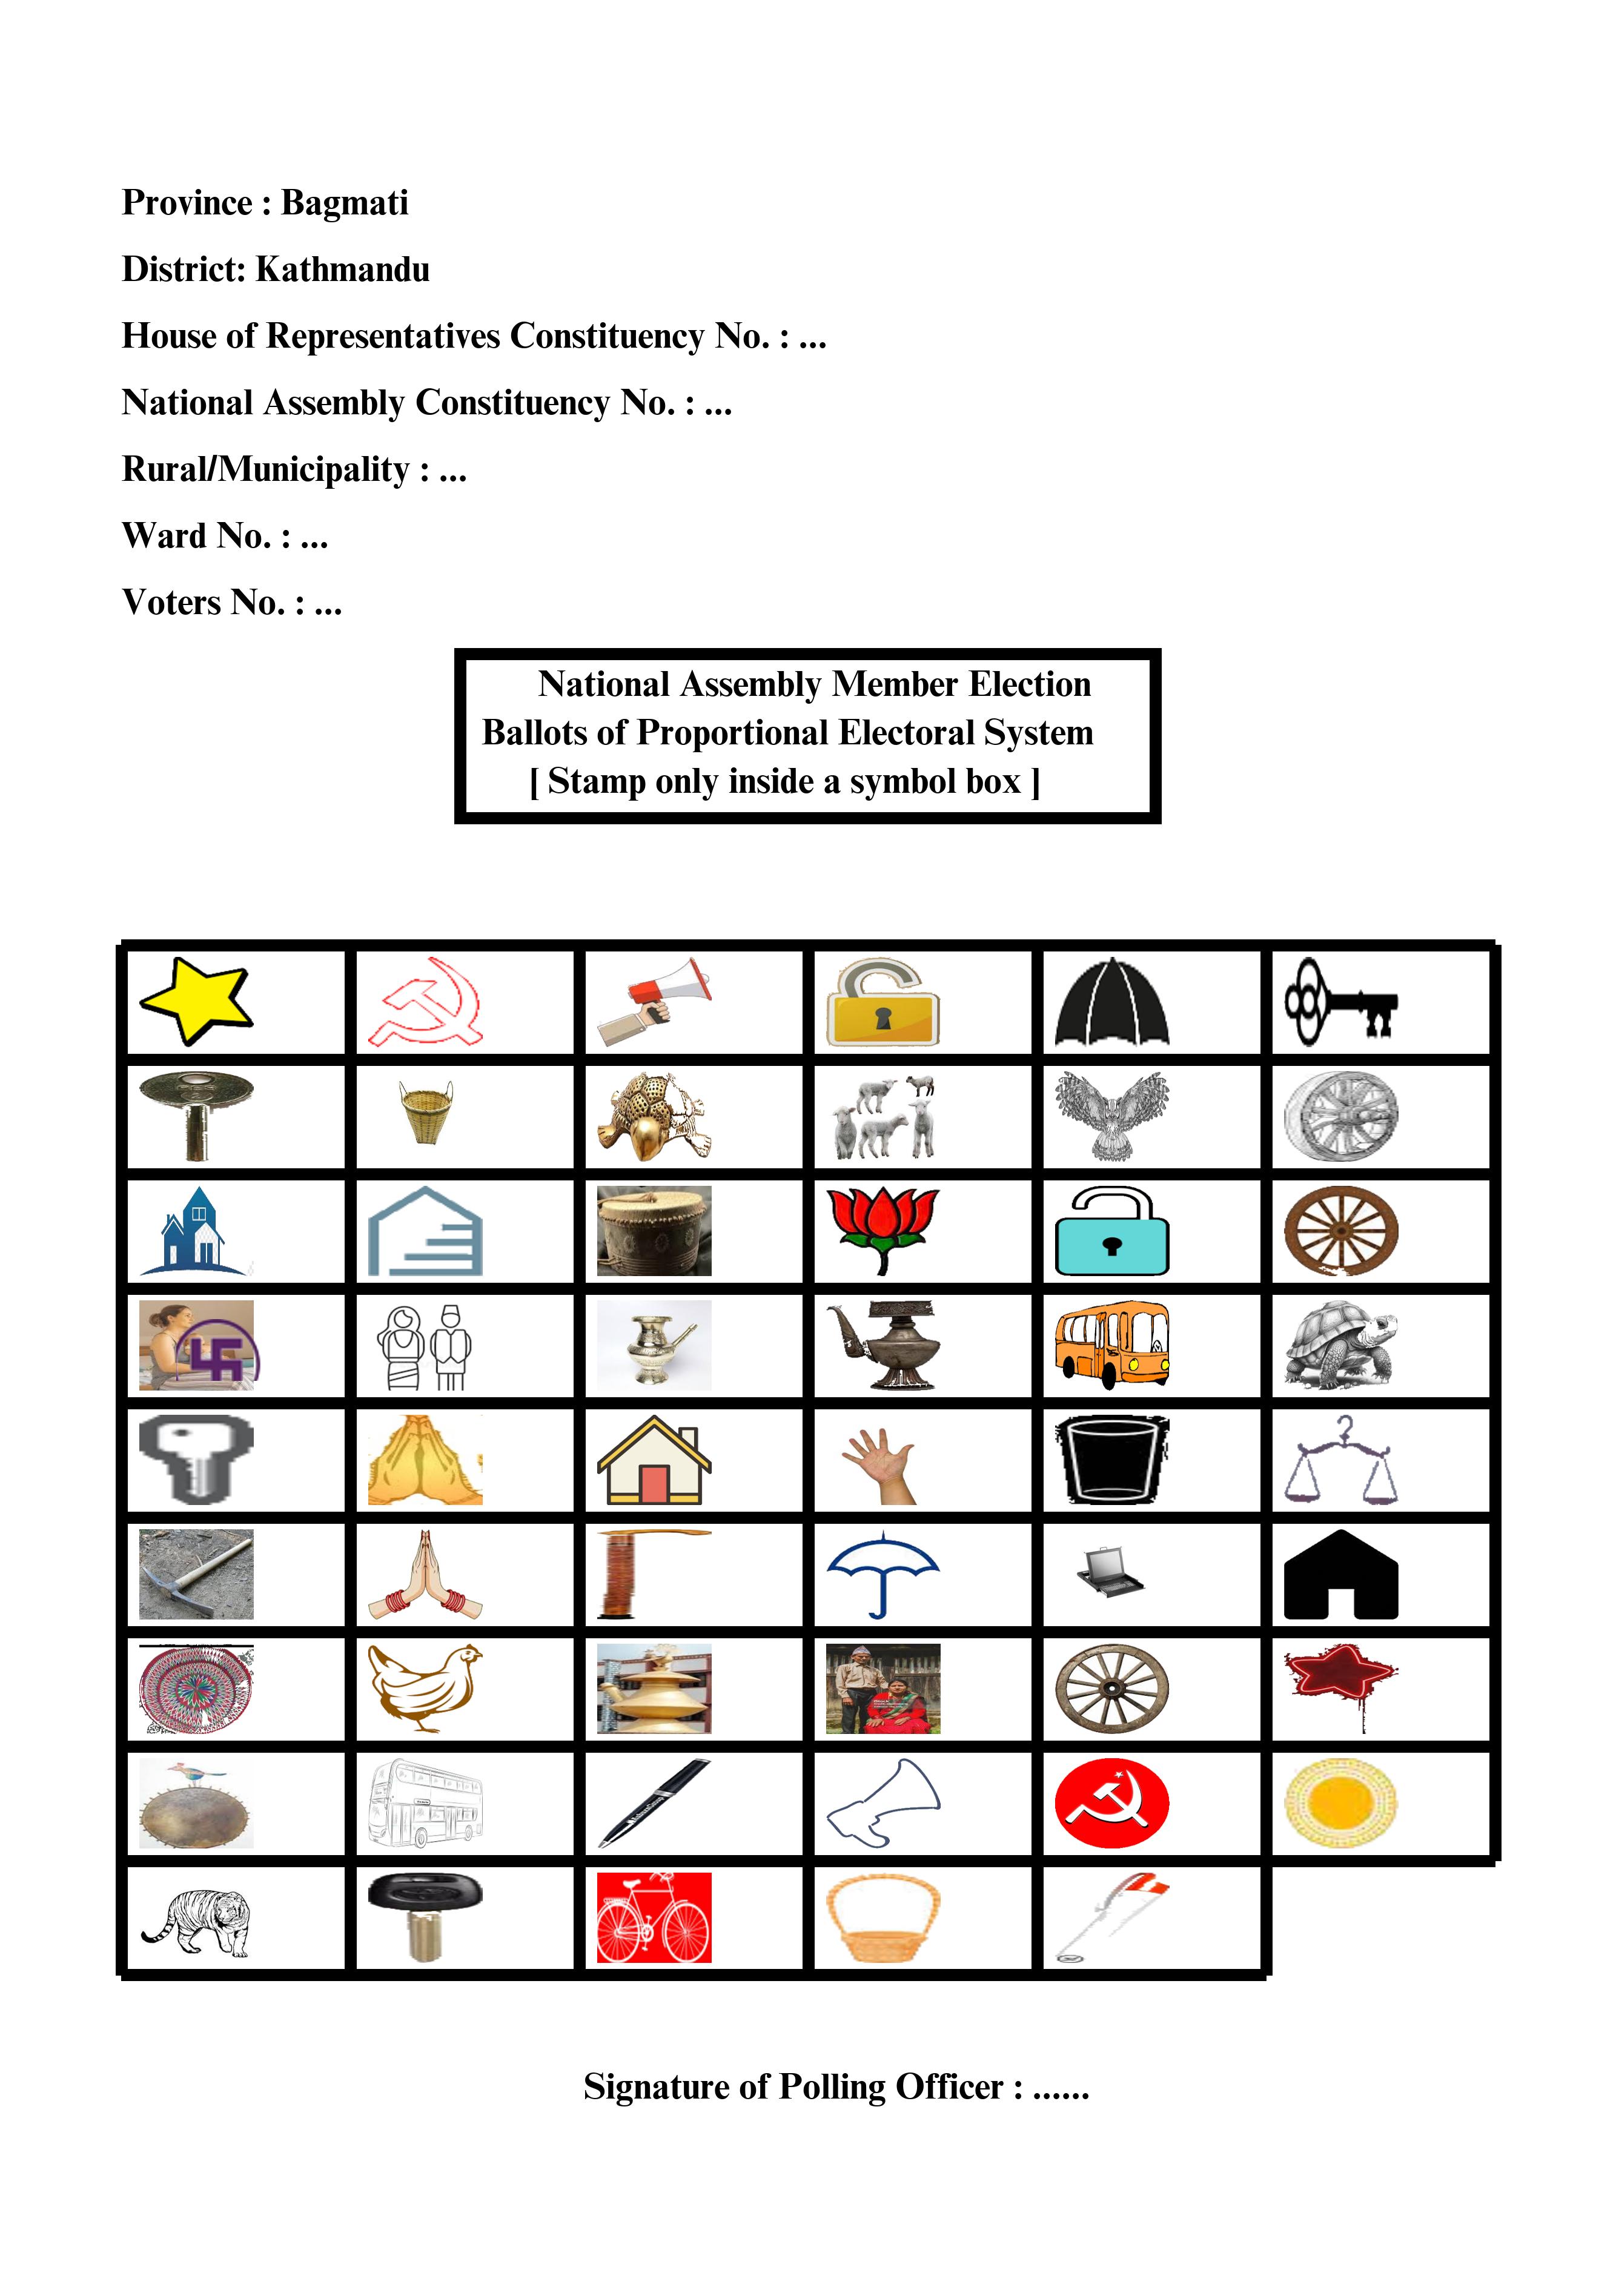 Province : Bagmati
District: Kathmandu
House of Representatives Constituency No. : ...
National Assembly Constituency No. : ...
Rural/Municipality : ...
Ward No. : ...
Voters No. : ...
National Assembly Member Election
Ballots of Proportional Electoral System
[ Stamp only inside a symbol box ]
Signature of Polling Officer : ......